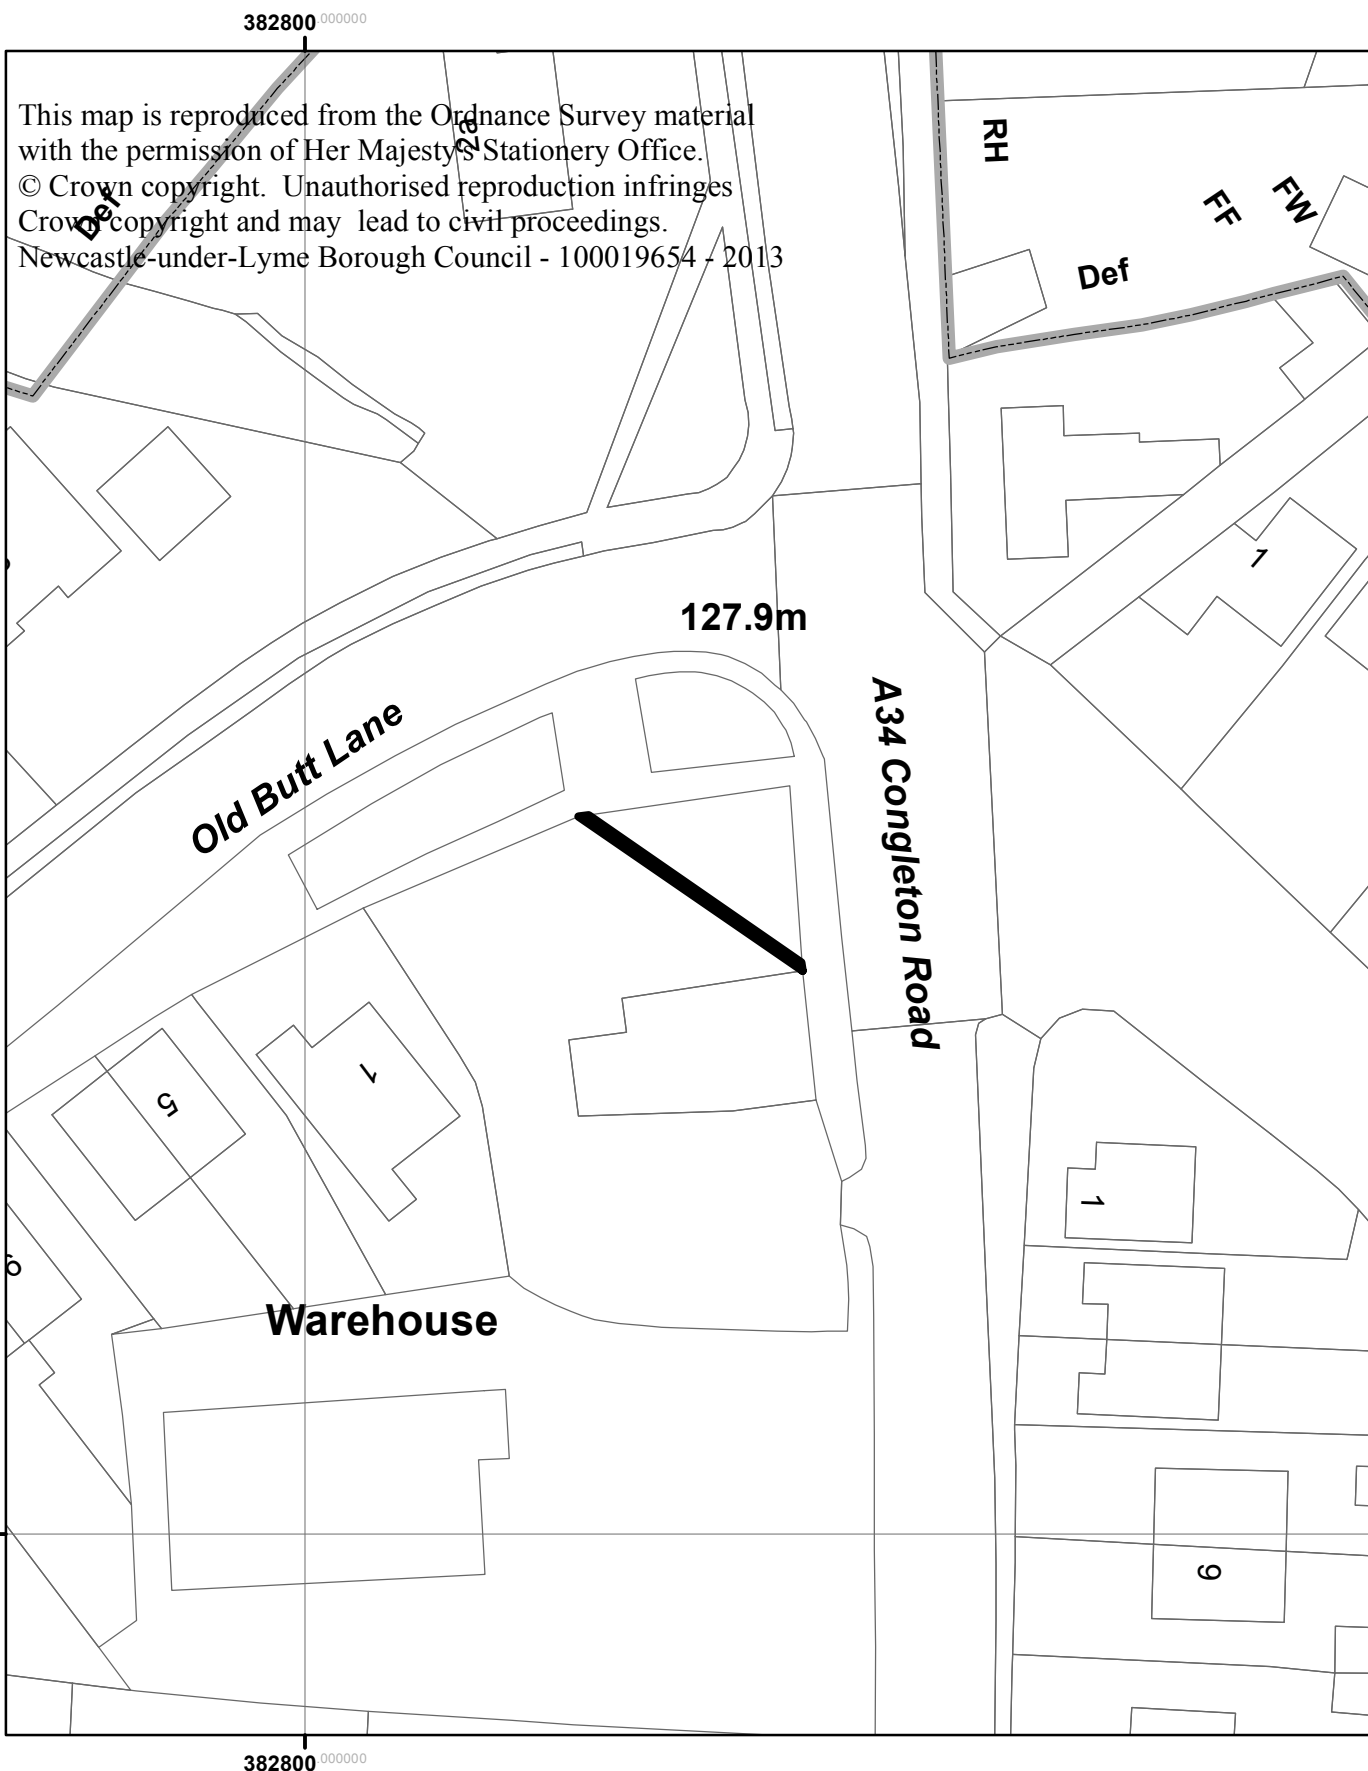 382800.000000
This map is reproduced from the Ordnance Survey material
with the permission of Her Majesty's Stationery Office.
© Crown copyright. Unauthorised reproduction infringes
Crown copyright and may lead to civil proceedings.
Newcastle-under-Lyme Borough Council - 100019654 - 2013
2a
Def
RH
FF
FW
Def
1
127.9m
Old Butt Lane
A34 Congleton Road
1
5
1
Warehouse
9
382800.000000